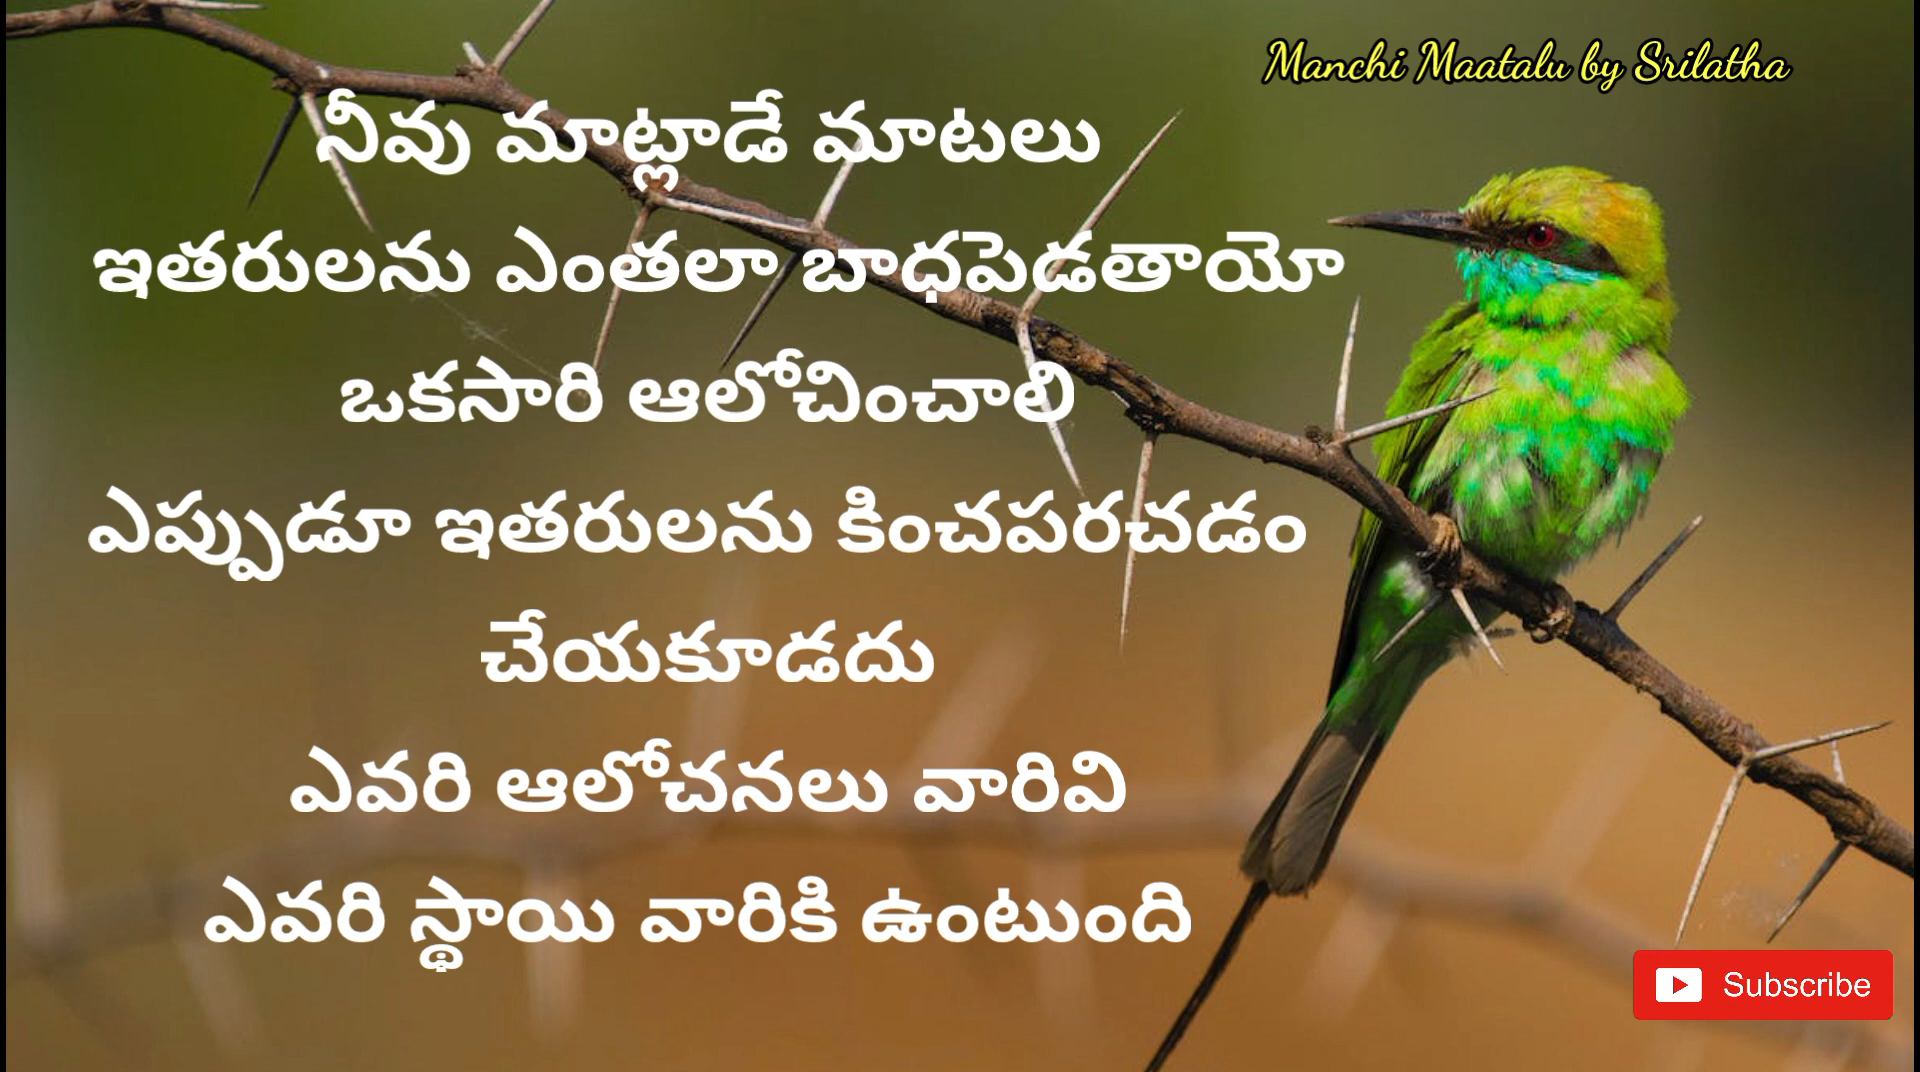 Manchi Maatalu by Srilatha
నీవు మాట్లాడే మాటలు
ఇతరులను ఎంతలా బాధపెడతాయో
ఒకసారి ఆలోచించాలి
ఎప్పుడూ ఇతరులను కించపరచడం
చేయకూడదు
ఎవరి ఆలోచనలు వారివి
ఎవరి స్థాయి వారికి ఉంటుంది
Subscribe